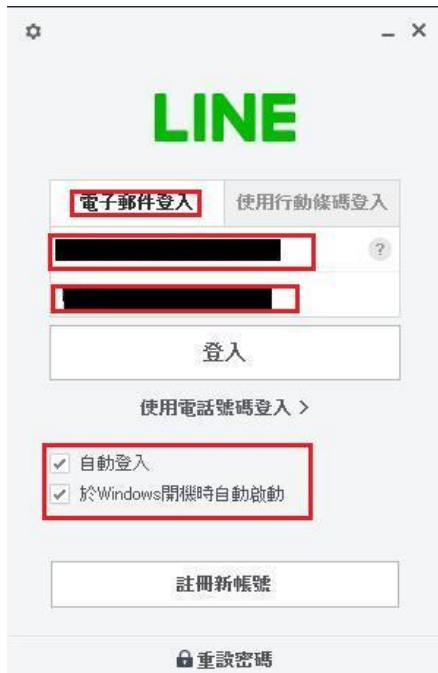 LINE
電子郵件登入 使用行動條碼登入
?
登入
使用電話號碼登入 >
自動登入
於Windows開機時自動啟動
註冊新帳號
重設密碼